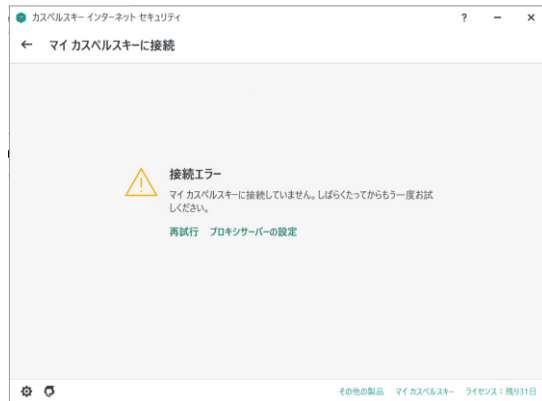 カスペルスキー インターネット セキュリティ
?
マイ カスペルスキーに接続
接続エラー
マイ カスペルスキーに接続していません。しばらくたってからもう一度お試
しください。
再試行 プロキシサーバーの設定
その他の製品 マイ カスペルスキー ライセンス：残り31日